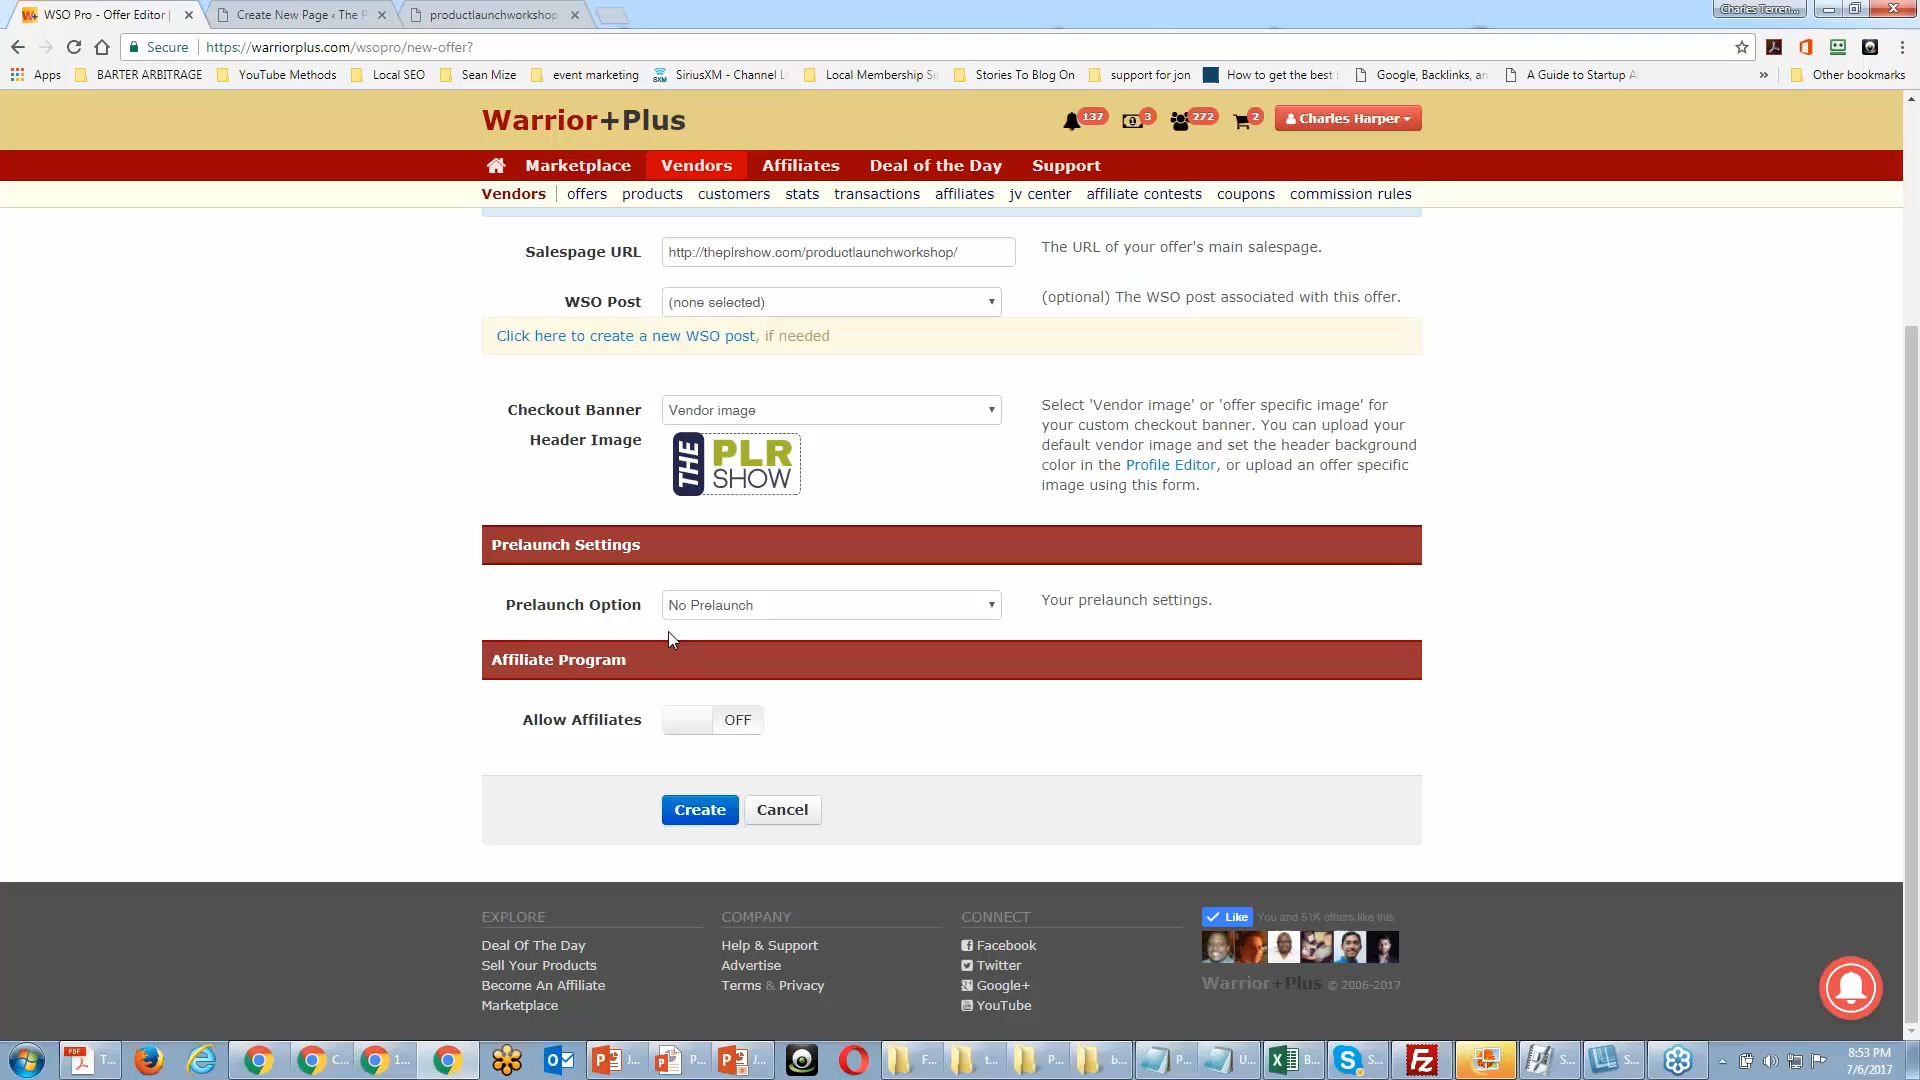 WSO Pro - Offer Editor |
Create New Page ‹ The P
productlaunchworkshop
Charles Terren...
Secure
https://warriorplus.com/wsopro/new-offer?
Apps
BARTER ARBITRAGE
YouTube Methods
Local SEO
Sean Mize
event marketing
SiriusXM - Channel L
Local Membership Si
Stories To Blog On
support for jon
How to get the best
Google, Backlinks, an
A Guide to Startup A
»
Other bookmarks
Warrior+Plus
137
3
272
2
Charles Harper
Marketplace
Vendors
Affiliates
Deal of the Day
Support
Vendors
offers
products
customers
stats
transactions
affiliates
jv center
affiliate contests
coupons
commission rules
Salespage URL
http://theplrshow.com/productlaunchworkshop/
The URL of your offer's main salespage.
WSO Post
(none selected)
(optional) The WSO post associated with this offer.
Click here to create a new WSO post, if needed
Checkout Banner
Vendor image
Select 'Vendor image' or 'offer specific image' for
your custom checkout banner. You can upload your
default vendor image and set the header background
color in the Profile Editor, or upload an offer specific
image using this form.
Header Image
THE
PLR
SHOW
Prelaunch Settings
Prelaunch Option
No Prelaunch
Your prelaunch settings.
Affiliate Program
Allow Affiliates
OFF
Create
Cancel
EXPLORE
Deal Of The Day
Sell Your Products
Become An Affiliate
Marketplace
COMPANY
Help & Support
Advertise
Terms & Privacy
CONNECT
Facebook
Twitter
Google+
YouTube
Like
You and 51K others like this.
Warrior+Plus © 2006-2017
PDF
T...
C...
1...
J...
P...
J...
F...
t...
P...
b...
P...
U...
B...
S...
S...
S...
8:53 PM
7/6/2017